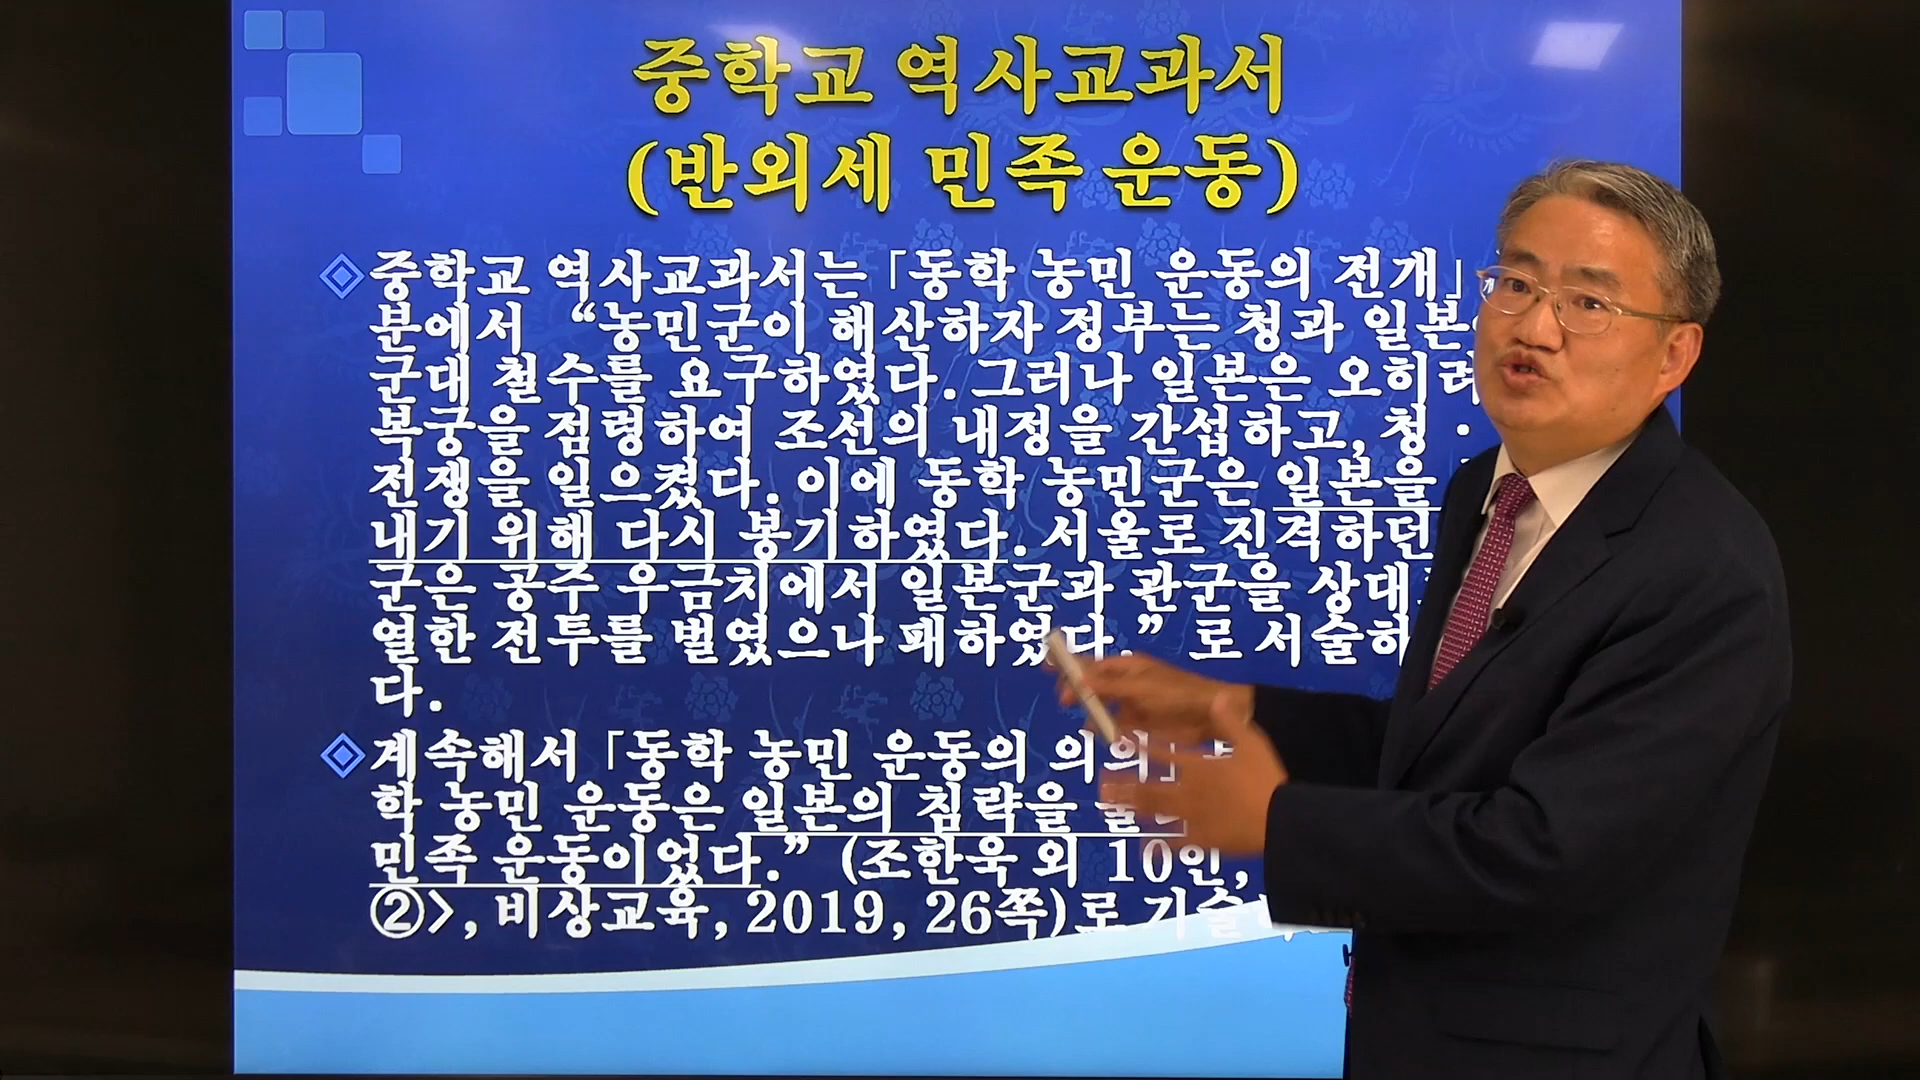 중학교 역사교과서
(반외세 민족 운동)
중학교 역사교과서는 「동학 농민 운동의 전개」
분에서 “농민군이 해산하자 정부는 청과 일본
군대 철수를 요구하였다. 그러나 일본은 오히려
복궁을 점령하여 조선의 내정을 간섭하고, 청 ·
전쟁을 일으켰다. 이에 동학 농민군은 일본을
내기 위해 다시 봉기하였다. 서울로 진격하던
군은 공주 우금치에서 일본군과 관군을 상대
열한 전투를 벌였으나 패하였다.” 로 서술하
다.
계속해서 「동학 농민 운동의 의의」
학 농민 운동은 일본의 침략을
민족 운동이었다.” (조한욱 외 10인,
②>, 비상교육, 2019, 26쪽)로 기술